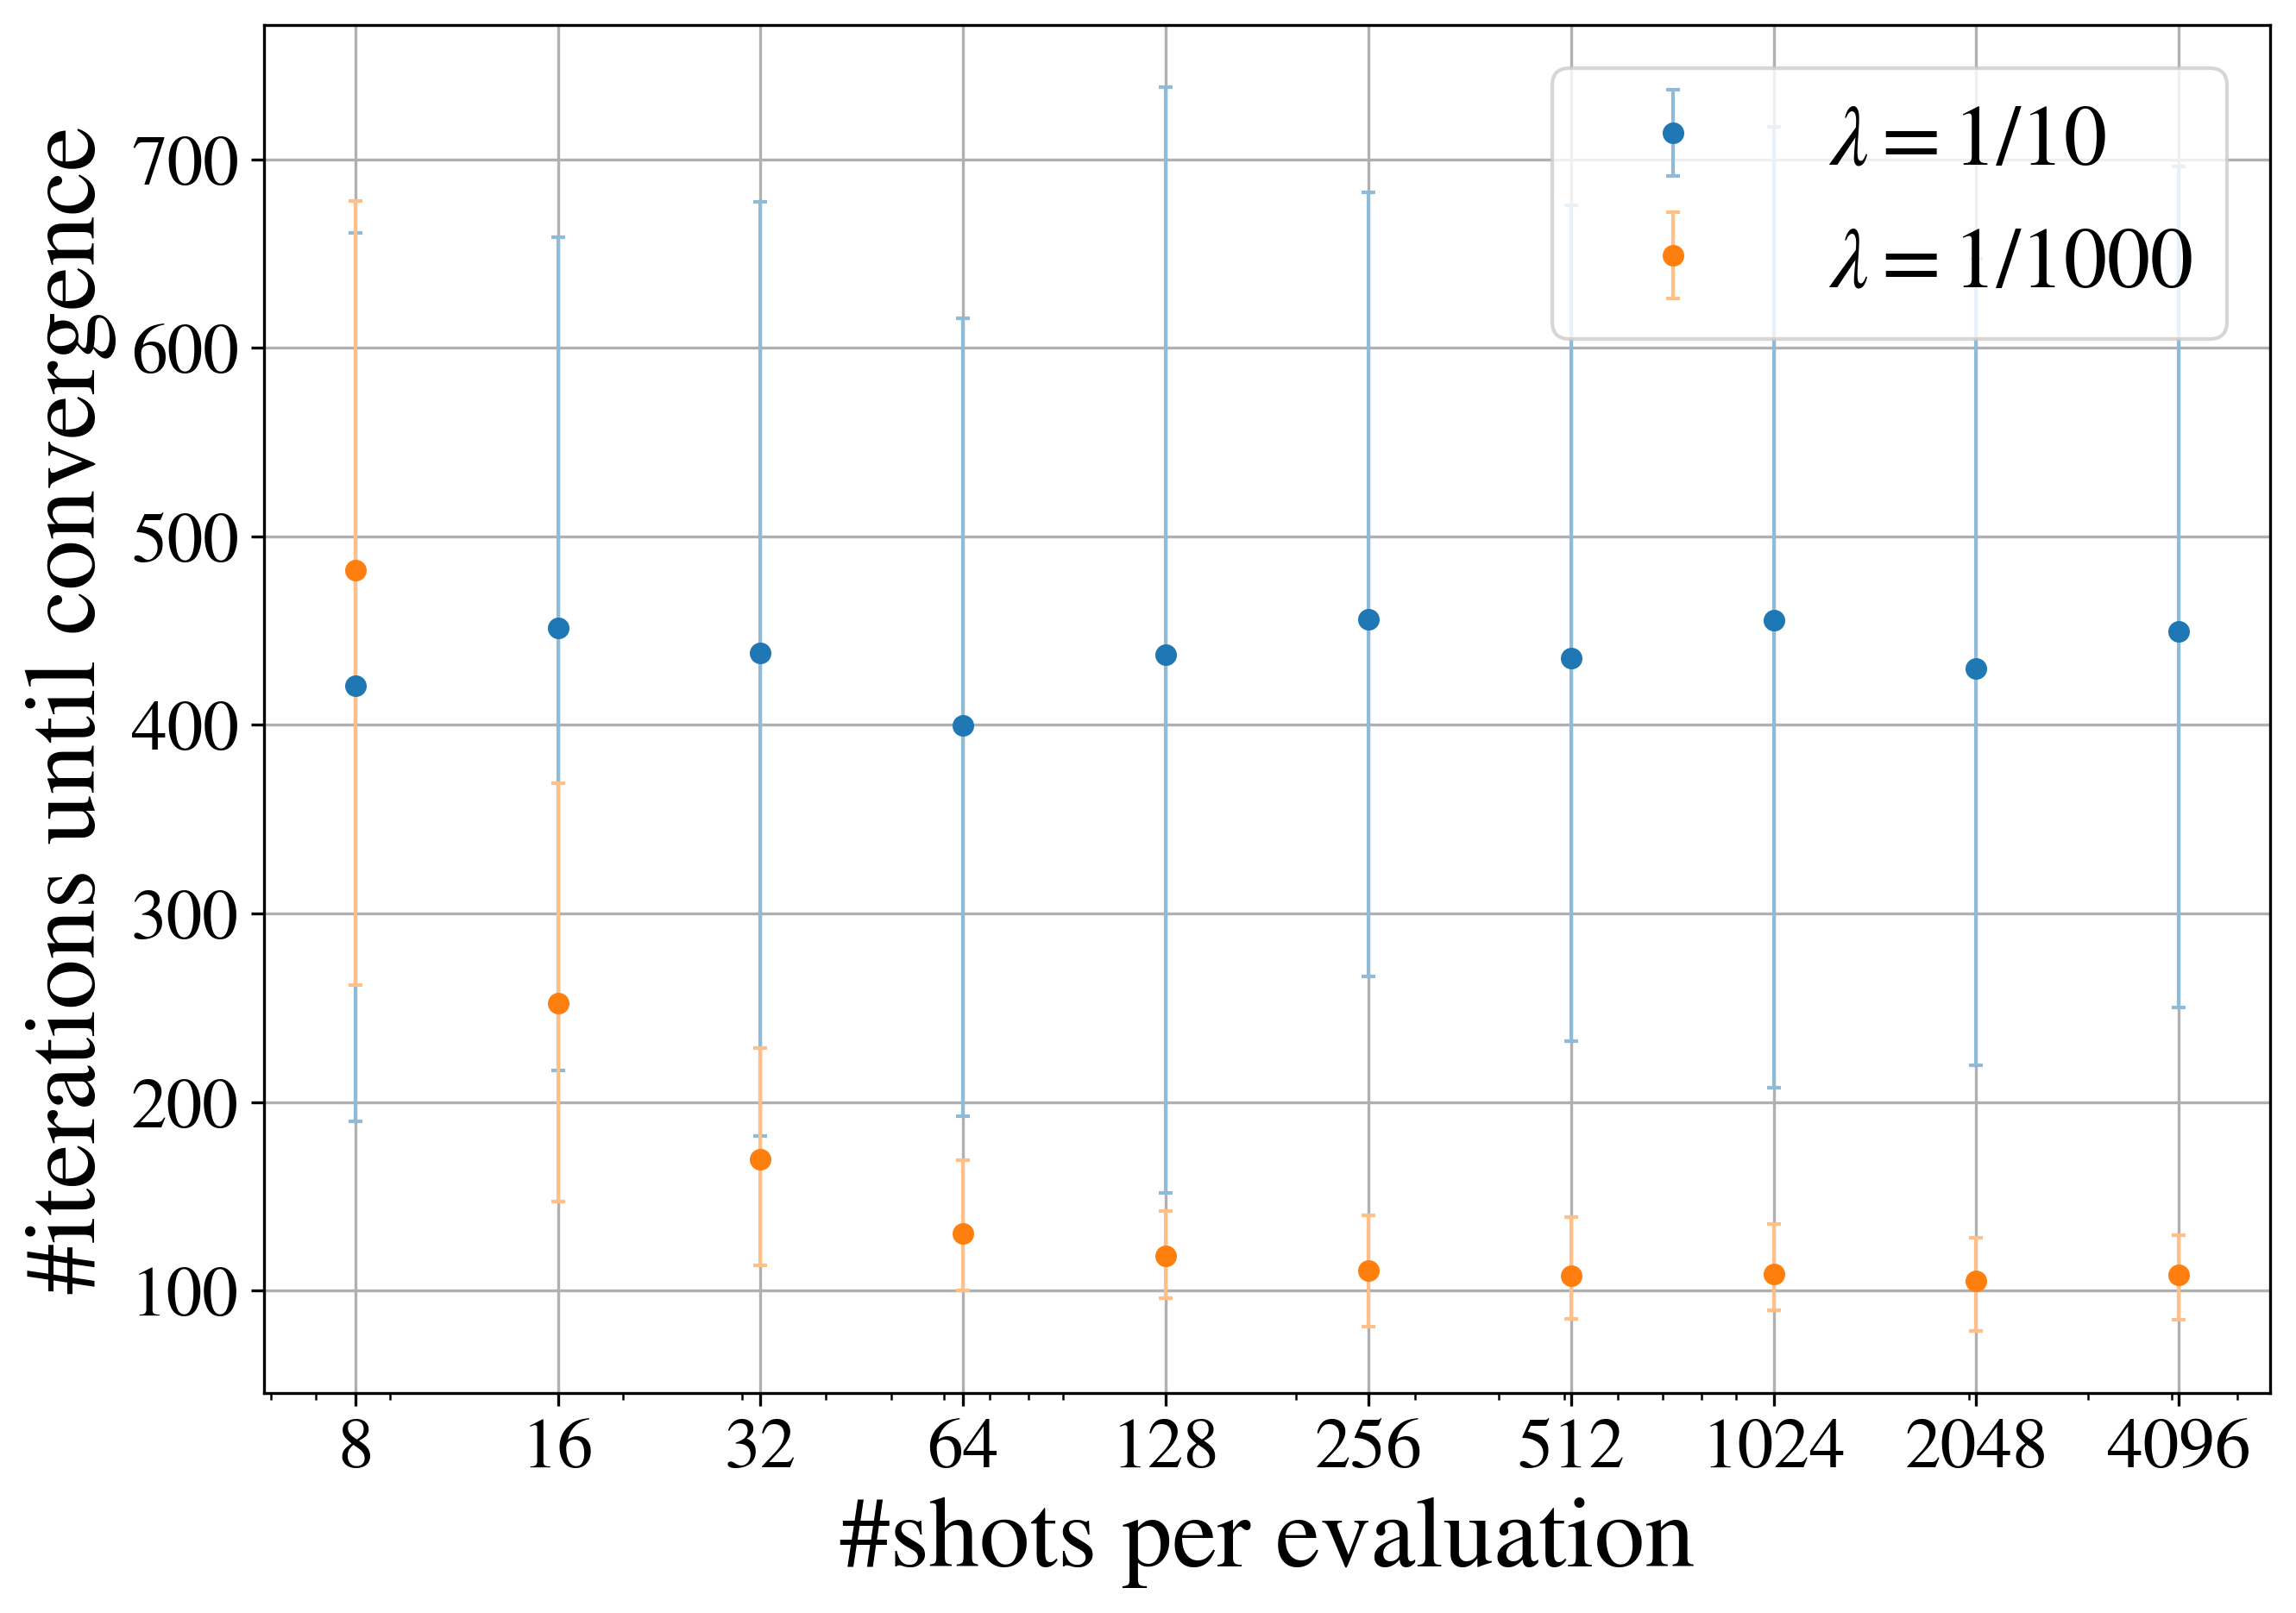 #iterations until convergence
700
600
500
400
300
200
100
λ = 1/10
λ = 1/1000
8 16 32 64 128 256 512 1024 2048 4096
#shots per evaluation